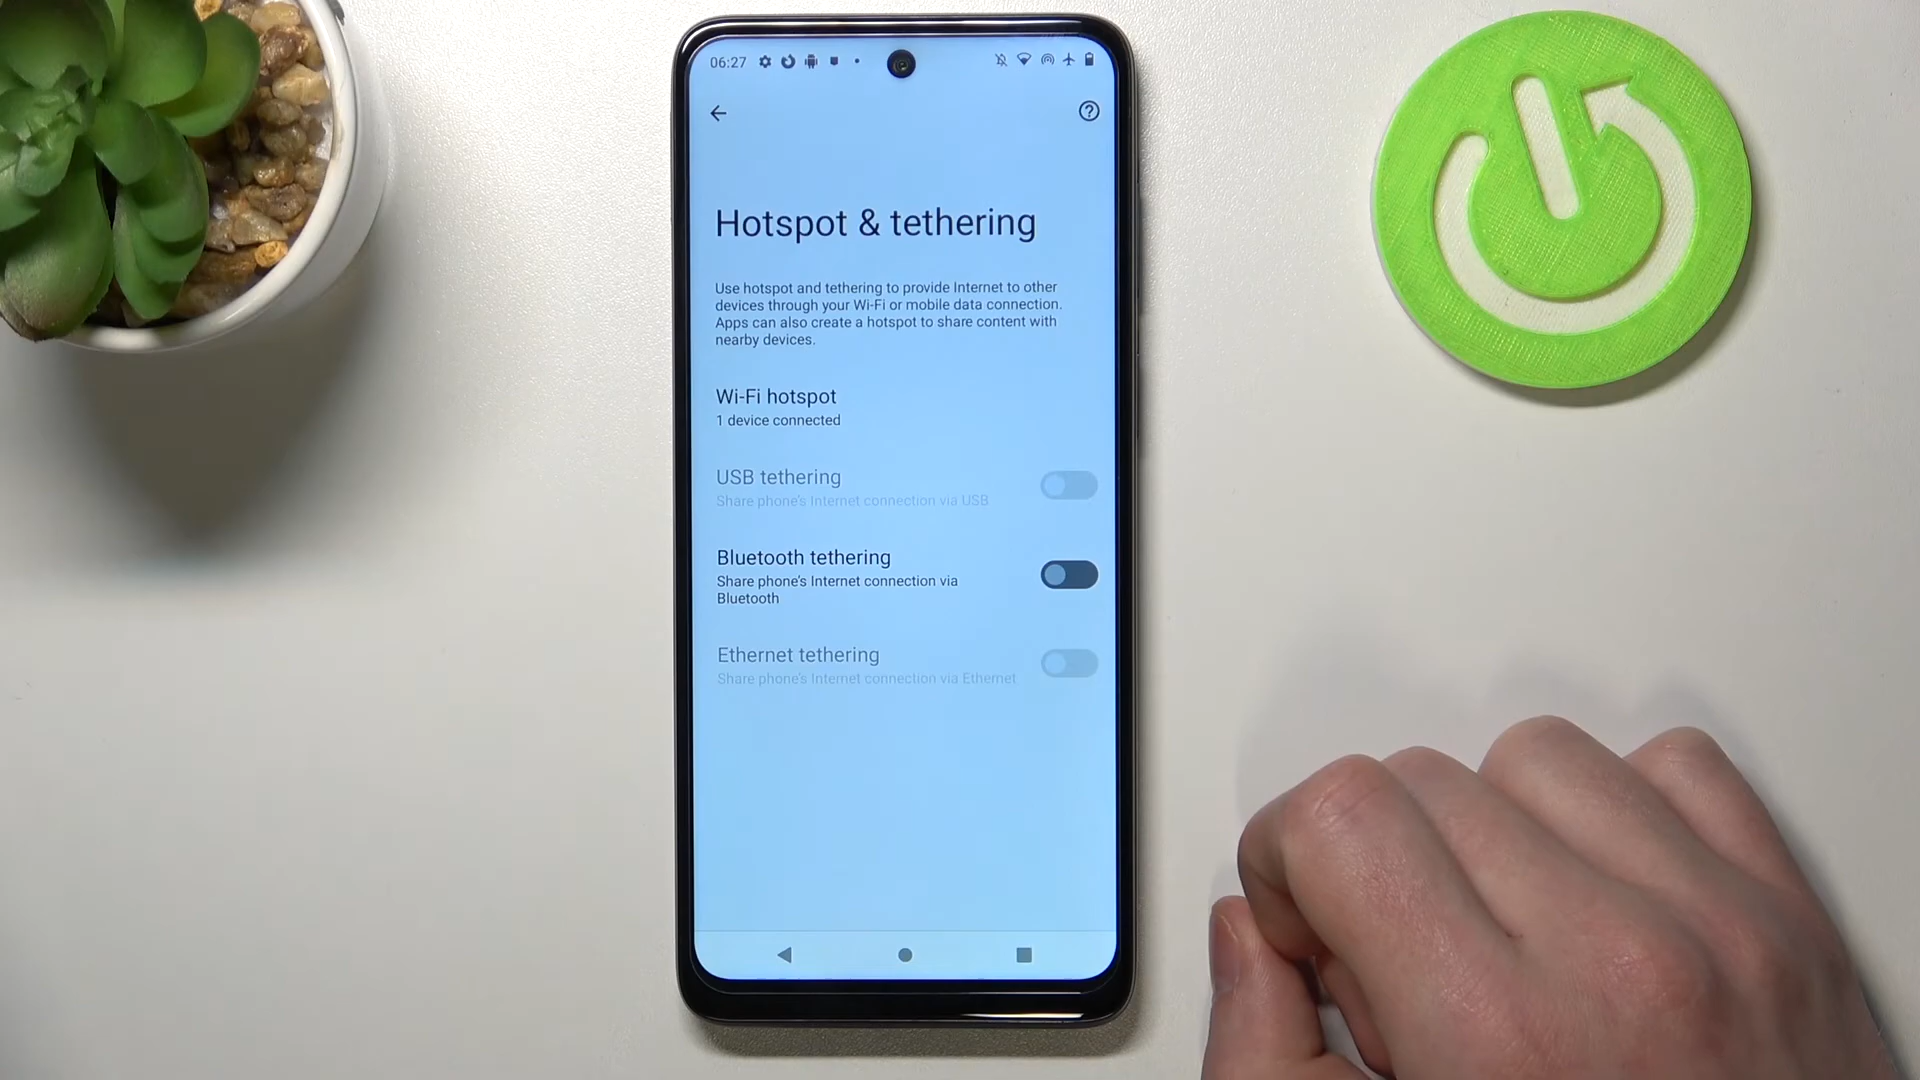 06:27
Hotspot & tethering
Use hotspot and tethering to provide Internet to other
devices through your Wi-Fi or mobile data connection.
Apps can also create a hotspot to share content with
nearby devices.
Wi-Fi hotspot
1 device connected
USB tethering
Share phone's Internet connection via USB
Bluetooth tethering
Share phone's Internet connection via
Bluetooth
Ethernet tethering
Share phone's Internet connection via Ethernet